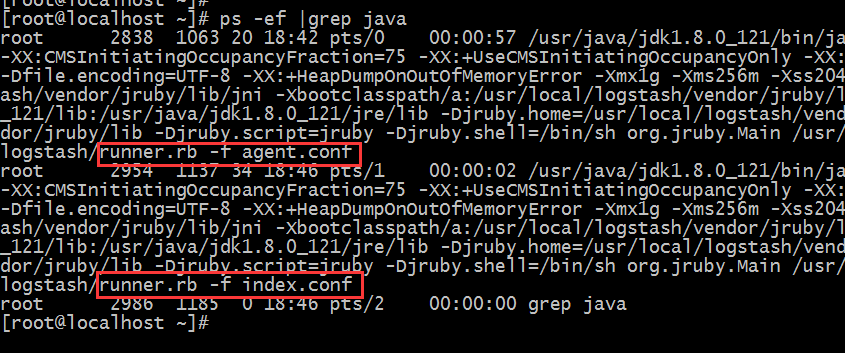 [root@localhost ~]#
[root@localhost ~]# ps -ef |grep java
root 2838 1063 20 18:42 pts/0 00:00:57 /usr/java/jdk1.8.0_121/bin/ja
-XX:CMSInitiatingOccupancyFraction=75 -XX:+UseCMSInitiatingOccupancyOnly -XX:
-Dfile.encoding=UTF-8 -XX:+HeapDumpOnOutOfMemoryError -Xmx1g -Xms256m -Xss204
ash/vendor/jruby/lib/jni -Xbootclasspath/a:/usr/local/logstash/vendor/jruby/l
_121/lib:/usr/java/jdk1.8.0_121/jre/lib -Djruby.home=/usr/local/logstash/vend
dor/jruby/lib -Djruby.script=jruby -Djruby.shell=/bin/sh org.jruby.Main /usr/
logstash/runner.rb -f agent.conf
root 2954 1137 34 18:46 pts/1 00:00:02 /usr/java/jdk1.8.0_121/bin/ja
-XX:CMSInitiatingOccupancyFraction=75 -XX:+UseCMSInitiatingOccupancyOnly -XX:
-Dfile.encoding=UTF-8 -XX:+HeapDumpOnOutOfMemoryError -Xmx1g -Xms256m -Xss204
ash/vendor/jruby/lib/jni -Xbootclasspath/a:/usr/local/logstash/vendor/jruby/l
_121/lib:/usr/java/jdk1.8.0_121/jre/lib -Djruby.home=/usr/local/logstash/vend
dor/jruby/lib -Djruby.script=jruby -Djruby.shell=/bin/sh org.jruby.Main /usr/
logstash/runner.rb -f index.conf
root 2986 1185 0 18:46 pts/2 00:00:00 grep java
[root@localhost ~]#